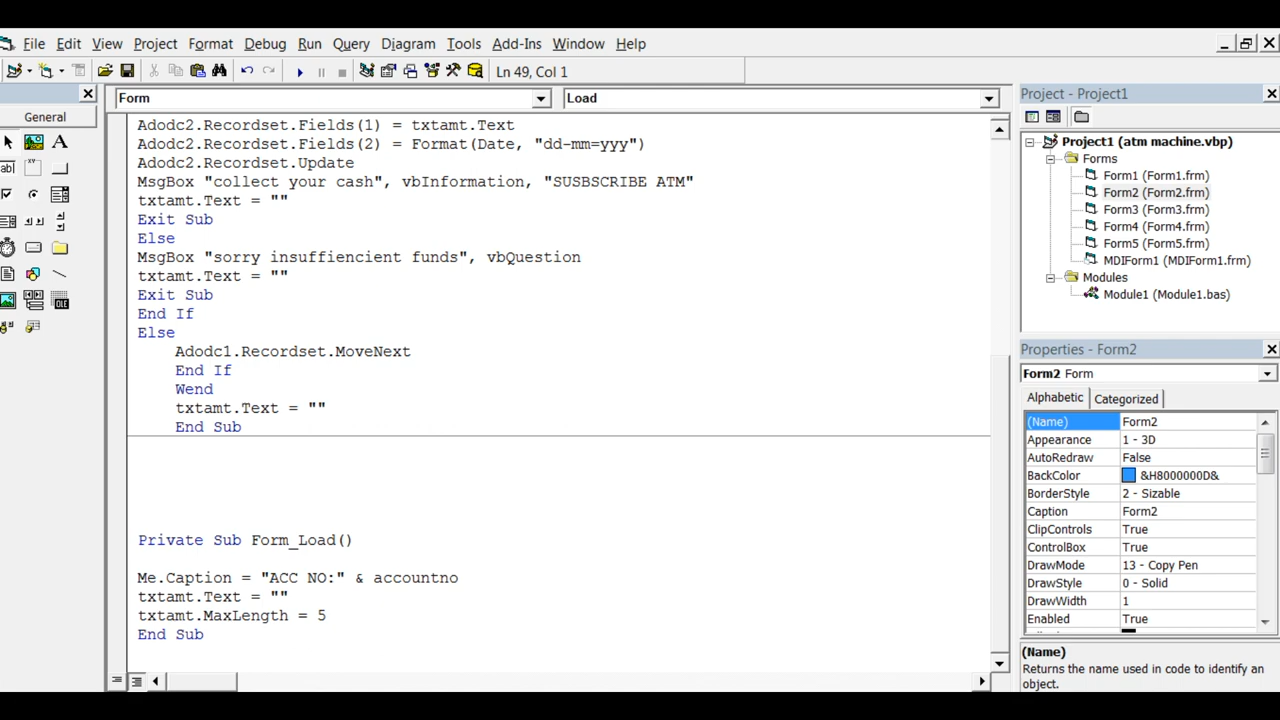 File Edit View Project Format Debug Run Query Diagram Tools Add-Ins Window Help
Ln 49, Col 1
General
Form
Load
Adodc2.Recordset.Fields(1) = txtamt.Text
Adodc2.Recordset.Fields(2) = Format(Date, "dd-mm=yyy")
Adodc2.Recordset.Update
MsgBox "collect your cash", vbInformation, "SUSBSCRIBE ATM"
txtamt.Text = ""
Exit Sub
Else
MsgBox "sorry insuffiencient funds", vbQuestion
txtamt.Text = ""
Exit Sub
End If
Else
Adodc1.Recordset.MoveNext
End If
Wend
txtamt.Text = ""
End Sub
Private Sub Form_Load()
Me.Caption = "ACC NO:" & accountno
txtamt.Text = ""
txtamt.MaxLength = 5
End Sub
Project - Project1
Project1 (atm machine.vbp)
Forms
Form1 (Form1.frm)
Form2 (Form2.frm)
Form3 (Form3.frm)
Form4 (Form4.frm)
Form5 (Form5.frm)
MDIForm1 (MDIForm1.frm)
Modules
Module1 (Module1.bas)
Properties - Form2
Form2 Form
Alphabetic Categorized
(Name) Form2
Appearance 1 - 3D
AutoRedraw False
BackColor &H8000000D&
BorderStyle 2 - Sizable
Caption Form2
ClipControls True
ControlBox True
DrawMode 13 - Copy Pen
DrawStyle 0 - Solid
DrawWidth 1
Enabled True
(Name)
Returns the name used in code to identify an
object.